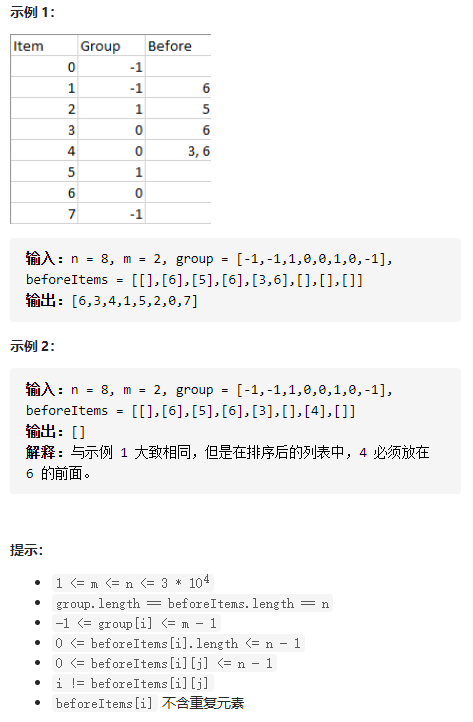 示例 1：
Item Group Before
0 -1
1 -1 6
2 1 5
3 0 6
4 0 3, 6
5 1
6 0
7 -1
输入：n = 8, m = 2, group = [-1,-1,1,0,0,1,0,-1],
beforeItems = [[],[6],[5],[6],[3,6],[],[],[]]
输出：[6,3,4,1,5,2,0,7]
示例 2：
输入：n = 8, m = 2, group = [-1,-1,1,0,0,1,0,-1],
beforeItems = [[],[6],[5],[6],[3],[],[4],[]]
输出：[]
解释：与示例 1 大致相同，但是在排序后的列表中，4 必须放在
6 的前面。
提示：
• 1 <= m <= n <= 3 * 10⁴
• group.length == beforeItems.length == n
• -1 <= group[i] <= m - 1
• 0 <= beforeItems[i].length <= n - 1
• 0 <= beforeItems[i][j] <= n - 1
• i != beforeItems[i][j]
• beforeItems[i] 不含重复元素